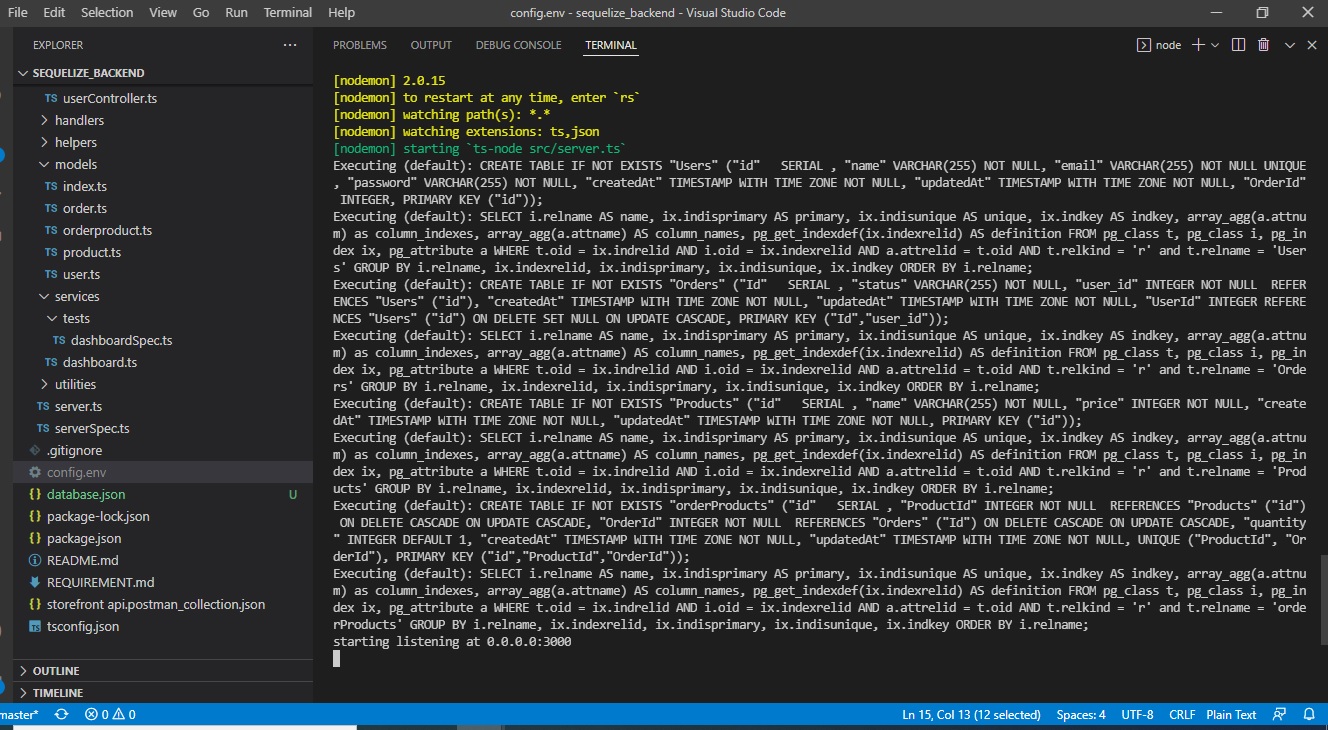 File Edit Selection View Go Run Terminal Help
config.env - sequelize_backend - Visual Studio Code
EXPLORER
SEQUELIZE_BACKEND
TS userController.ts
handlers
helpers
models
TS index.ts
TS order.ts
TS orderproduct.ts
TS product.ts
TS user.ts
services
tests
TS dashboardSpec.ts
TS dashboard.ts
utilities
TS server.ts
TS serverSpec.ts
.gitignore
config.env
{} database.json U
{} package-lock.json
{} package.json
README.md
REQUIREMENT.md
{} storefront api.postman_collection.json
TS tsconfig.json
OUTLINE
TIMELINE
PROBLEMS OUTPUT DEBUG CONSOLE TERMINAL
node
[nodemon] 2.0.15
[nodemon] to restart at any time, enter `rs`
[nodemon] watching path(s): *.*
[nodemon] watching extensions: ts,json
[nodemon] starting `ts-node src/server.ts`
Executing (default): CREATE TABLE IF NOT EXISTS "Users" ("id"   SERIAL , "name" VARCHAR(255) NOT NULL, "email" VARCHAR(255) NOT NULL UNIQUE
, "password" VARCHAR(255) NOT NULL, "createdAt" TIMESTAMP WITH TIME ZONE NOT NULL, "updatedAt" TIMESTAMP WITH TIME ZONE NOT NULL, "OrderId"
 INTEGER, PRIMARY KEY ("id"));
Executing (default): SELECT i.relname AS name, ix.indisprimary AS primary, ix.indisunique AS unique, ix.indkey AS indkey, array_agg(a.attnu
m) as column_indexes, array_agg(a.attname) AS column_names, pg_get_indexdef(ix.indexrelid) AS definition FROM pg_class t, pg_class i, pg_in
dex ix, pg_attribute a WHERE t.oid = ix.indrelid AND i.oid = ix.indexrelid AND a.attrelid = t.oid AND t.relkind = 'r' and t.relname = 'User
s' GROUP BY i.relname, ix.indexrelid, ix.indisprimary, ix.indisunique, ix.indkey ORDER BY i.relname;
Executing (default): CREATE TABLE IF NOT EXISTS "Orders" ("Id"   SERIAL , "status" VARCHAR(255) NOT NULL, "user_id" INTEGER NOT NULL  REFER
ENCES "Users" ("id"), "createdAt" TIMESTAMP WITH TIME ZONE NOT NULL, "updatedAt" TIMESTAMP WITH TIME ZONE NOT NULL, "UserId" INTEGER REFERE
NCES "Users" ("id") ON DELETE SET NULL ON UPDATE CASCADE, PRIMARY KEY ("Id","user_id"));
Executing (default): SELECT i.relname AS name, ix.indisprimary AS primary, ix.indisunique AS unique, ix.indkey AS indkey, array_agg(a.attnu
m) as column_indexes, array_agg(a.attname) AS column_names, pg_get_indexdef(ix.indexrelid) AS definition FROM pg_class t, pg_class i, pg_in
dex ix, pg_attribute a WHERE t.oid = ix.indrelid AND i.oid = ix.indexrelid AND a.attrelid = t.oid AND t.relkind = 'r' and t.relname = 'Orde
rs' GROUP BY i.relname, ix.indexrelid, ix.indisprimary, ix.indisunique, ix.indkey ORDER BY i.relname;
Executing (default): CREATE TABLE IF NOT EXISTS "Products" ("id"   SERIAL , "name" VARCHAR(255) NOT NULL, "price" INTEGER NOT NULL, "create
dAt" TIMESTAMP WITH TIME ZONE NOT NULL, "updatedAt" TIMESTAMP WITH TIME ZONE NOT NULL, PRIMARY KEY ("id"));
Executing (default): SELECT i.relname AS name, ix.indisprimary AS primary, ix.indisunique AS unique, ix.indkey AS indkey, array_agg(a.attnu
m) as column_indexes, array_agg(a.attname) AS column_names, pg_get_indexdef(ix.indexrelid) AS definition FROM pg_class t, pg_class i, pg_in
dex ix, pg_attribute a WHERE t.oid = ix.indrelid AND i.oid = ix.indexrelid AND a.attrelid = t.oid AND t.relkind = 'r' and t.relname = 'Prod
ucts' GROUP BY i.relname, ix.indexrelid, ix.indisprimary, ix.indisunique, ix.indkey ORDER BY i.relname;
Executing (default): CREATE TABLE IF NOT EXISTS "orderProducts" ("id"   SERIAL , "ProductId" INTEGER NOT NULL  REFERENCES "Products" ("id")
 ON DELETE CASCADE ON UPDATE CASCADE, "OrderId" INTEGER NOT NULL  REFERENCES "Orders" ("Id") ON DELETE CASCADE ON UPDATE CASCADE, "quantity
" INTEGER DEFAULT 1, "createdAt" TIMESTAMP WITH TIME ZONE NOT NULL, "updatedAt" TIMESTAMP WITH TIME ZONE NOT NULL, UNIQUE ("ProductId", "Or
derId"), PRIMARY KEY ("id","ProductId","OrderId"));
Executing (default): SELECT i.relname AS name, ix.indisprimary AS primary, ix.indisunique AS unique, ix.indkey AS indkey, array_agg(a.attnu
m) as column_indexes, array_agg(a.attname) AS column_names, pg_get_indexdef(ix.indexrelid) AS definition FROM pg_class t, pg_class i, pg_in
dex ix, pg_attribute a WHERE t.oid = ix.indrelid AND i.oid = ix.indexrelid AND a.attrelid = t.oid AND t.relkind = 'r' and t.relname = 'orde
rProducts' GROUP BY i.relname, ix.indexrelid, ix.indisprimary, ix.indisunique, ix.indkey ORDER BY i.relname;
starting listening at 0.0.0.0:3000
master* 0 0 Ln 15, Col 13 (12 selected) Spaces: 4 UTF-8 CRLF Plain Text